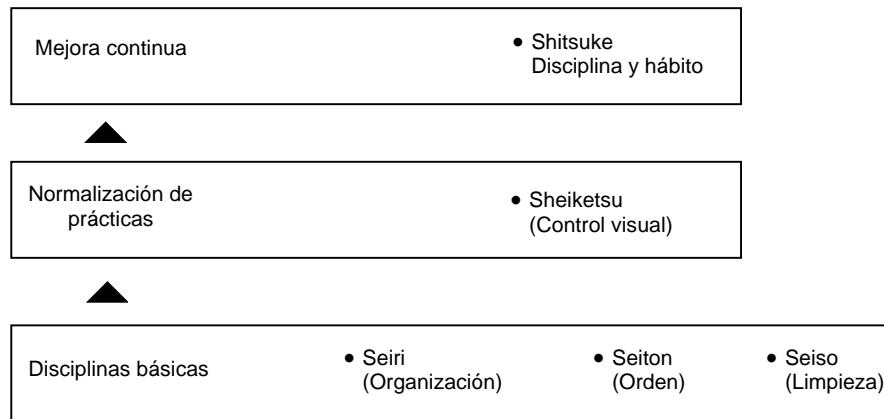 Mejora continua
• Shitsuke
Disciplina y hábito
Normalización de
prácticas
• Sheiketsu
(Control visual)
Disciplinas básicas
• Seiri
(Organización)
• Seiton
(Orden)
• Seiso
(Limpieza)